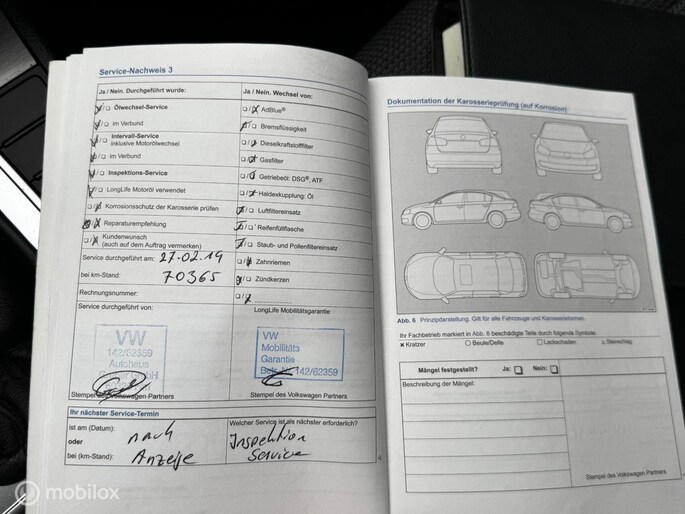 Service-Nachweis 3
Ja / Nein. Durchgeführt wurde:
Ölwechsel-Service
im Verbund
Intervall-Service
inklusive Motorölwechsel
im Verbund
Inspektions-Service
LongLife Motoröl verwendet
Korrosionsschutz der Karosserie prüfen
Reparaturempfehlung
Kundenwunsch
(auch auf dem Auftrag vermerken)
Service durchgeführt am: 27.02.19
bei km-Stand: 70365
Rechnungsnummer:
Service durchgeführt von:
VW
142/62359
Autohaus
GmbH
Stempel des Volkswagen Partners
Ja / Nein. Wechsel von:
AdBlue®
Bremsflüssigkeit
Dieselkraftstofffilter
Gasfilter
Getriebeöl: DSG®, ATF
Haldexkupplung: Öl
Luftfiltereinsatz
Reifenfüllflasche
Staub- und Pollenfiltereinsatz
Zahnriemen
Zündkerzen
LongLife Mobilitätsgarantie:
VW
Mobilitäts
Garantie
Betr.-Nr. 142/62359
Stempel des Volkswagen Partners
Ihr nächster Service-Termin
ist am (Datum):
oder
bei (km-Stand):
nach
Anzeige
Welcher Service ist als nächster erforderlich?
Inspektion
Service
Dokumentation der Karosserieprüfung (auf Korrosion)
Abb. 6 Prinzipdarstellung. Gilt für alle Fahrzeuge und Karosserieformen.
Ihr Fachbetrieb markiert in Abb. 6 beschädigte Teile durch folgende Symbole:
x Kratzer O Beule/Delle □ Lackschaden △ Steinschlag
Mängel festgestellt? Ja: □ Nein: □
Beschreibung der Mängel:
Stempel des Volkswagen Partners
mobilox